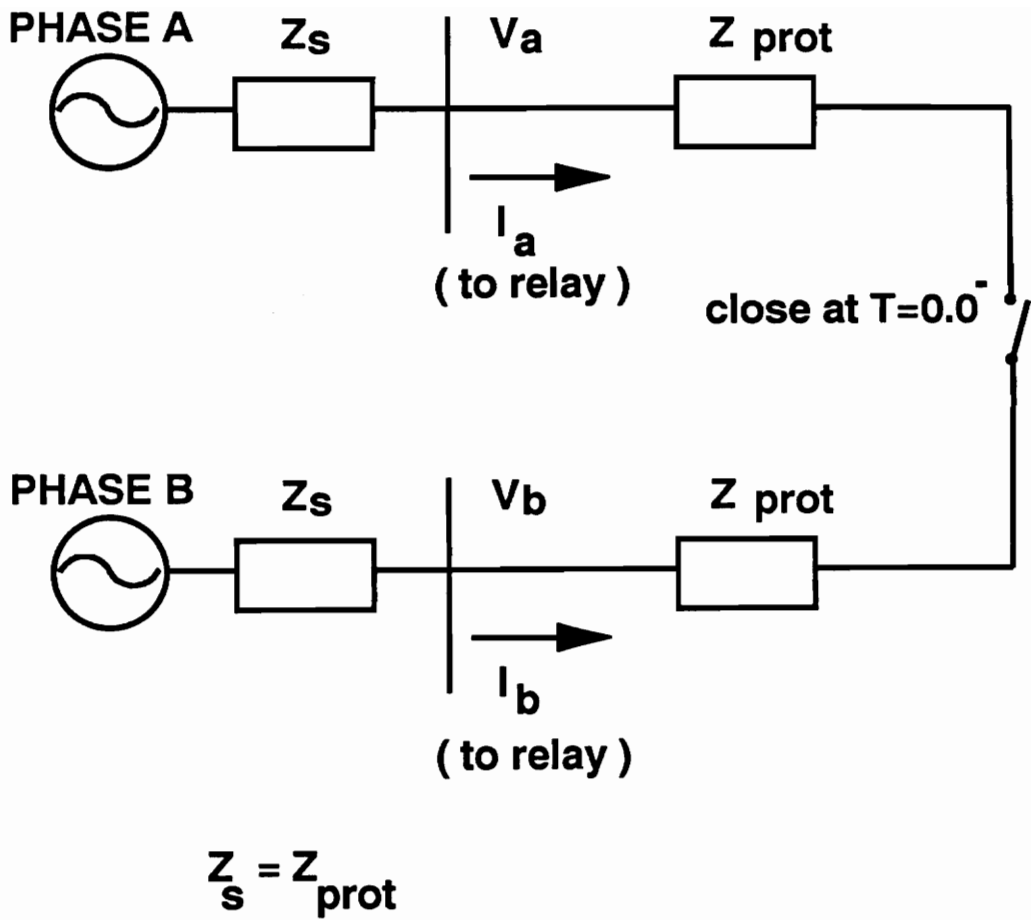 PHASE A
Zs
Va
Z prot
Ia
( to relay )
close at T=0.0-
PHASE B
Zs
Vb
Z prot
Ib
( to relay )
Zs = Zprot